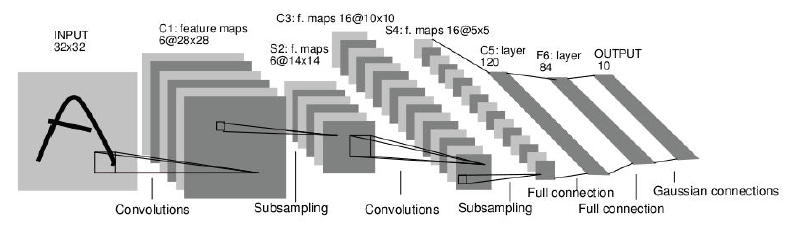 INPUT
32x32
C1: feature maps
6@28x28
S2: f. maps
6@14x14
C3: f. maps 16@10x10
S4: f. maps 16@5x5
C5: layer
120
F6: layer
84
OUTPUT
10
A
Convolutions
Subsampling
Convolutions
Subsampling
Full connection
Full connection
Gaussian connections